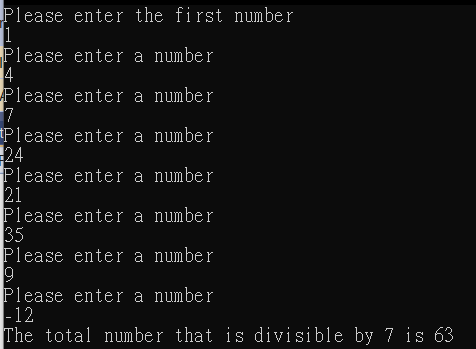 Please enter the first number
1
Please enter a number
4
Please enter a number
7
Please enter a number
24
Please enter a number
21
Please enter a number
35
Please enter a number
9
Please enter a number
-12
The total number that is divisible by 7 is 63